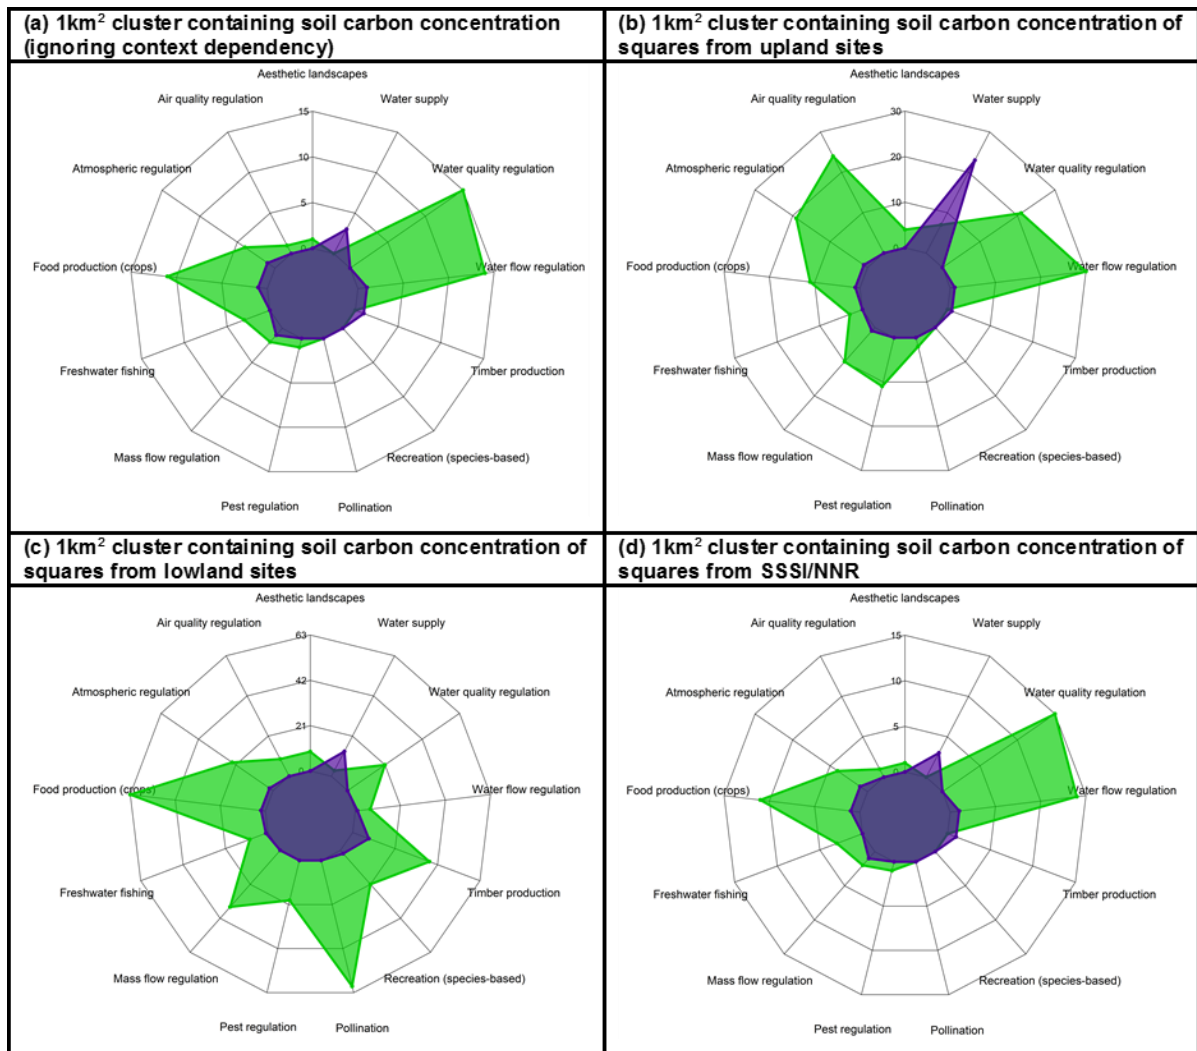 (a) 1km² cluster containing soil carbon concentration
(ignoring context dependency)
(b) 1km² cluster containing soil carbon concentration of
squares from upland sites
Aesthetic landscapes
Air quality regulation
Water supply
15
Atmospheric regulation
10
Water quality regulation
5
0
Food production (crops)
Water flow regulation
Freshwater fishing
Timber production
Mass flow regulation
Recreation (species-based)
Pest regulation
Pollination
Aesthetic landscapes
Air quality regulation
Water supply
30
Atmospheric regulation
20
Water quality regulation
10
0
Food production (crops)
Water flow regulation
Freshwater fishing
Timber production
Mass flow regulation
Recreation (species-based)
Pest regulation
Pollination
(c) 1km² cluster containing soil carbon concentration of
squares from lowland sites
(d) 1km² cluster containing soil carbon concentration of
squares from SSSI/NNR
Aesthetic landscapes
Air quality regulation
Water supply
63
Atmospheric regulation
42
Water quality regulation
21
0
Food production (crops)
Water flow regulation
Freshwater fishing
Timber production
Mass flow regulation
Recreation (species-based)
Pest regulation
Pollination
Aesthetic landscapes
Air quality regulation
Water supply
15
Atmospheric regulation
10
Water quality regulation
5
0
Food production (crops)
Water flow regulation
Freshwater fishing
Timber production
Mass flow regulation
Recreation (species-based)
Pest regulation
Pollination